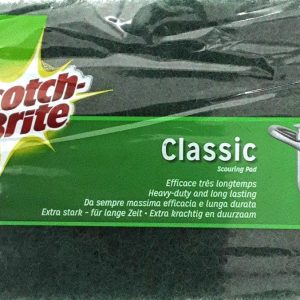 Scotch-
Brite
Classic
Scouring Pad
Efficace très longtemps
Heavy-duty and long lasting
Da sempre massima efficacia e lunga durata
Extra stark - für lange Zeit • Extra krachtig en duurzaam